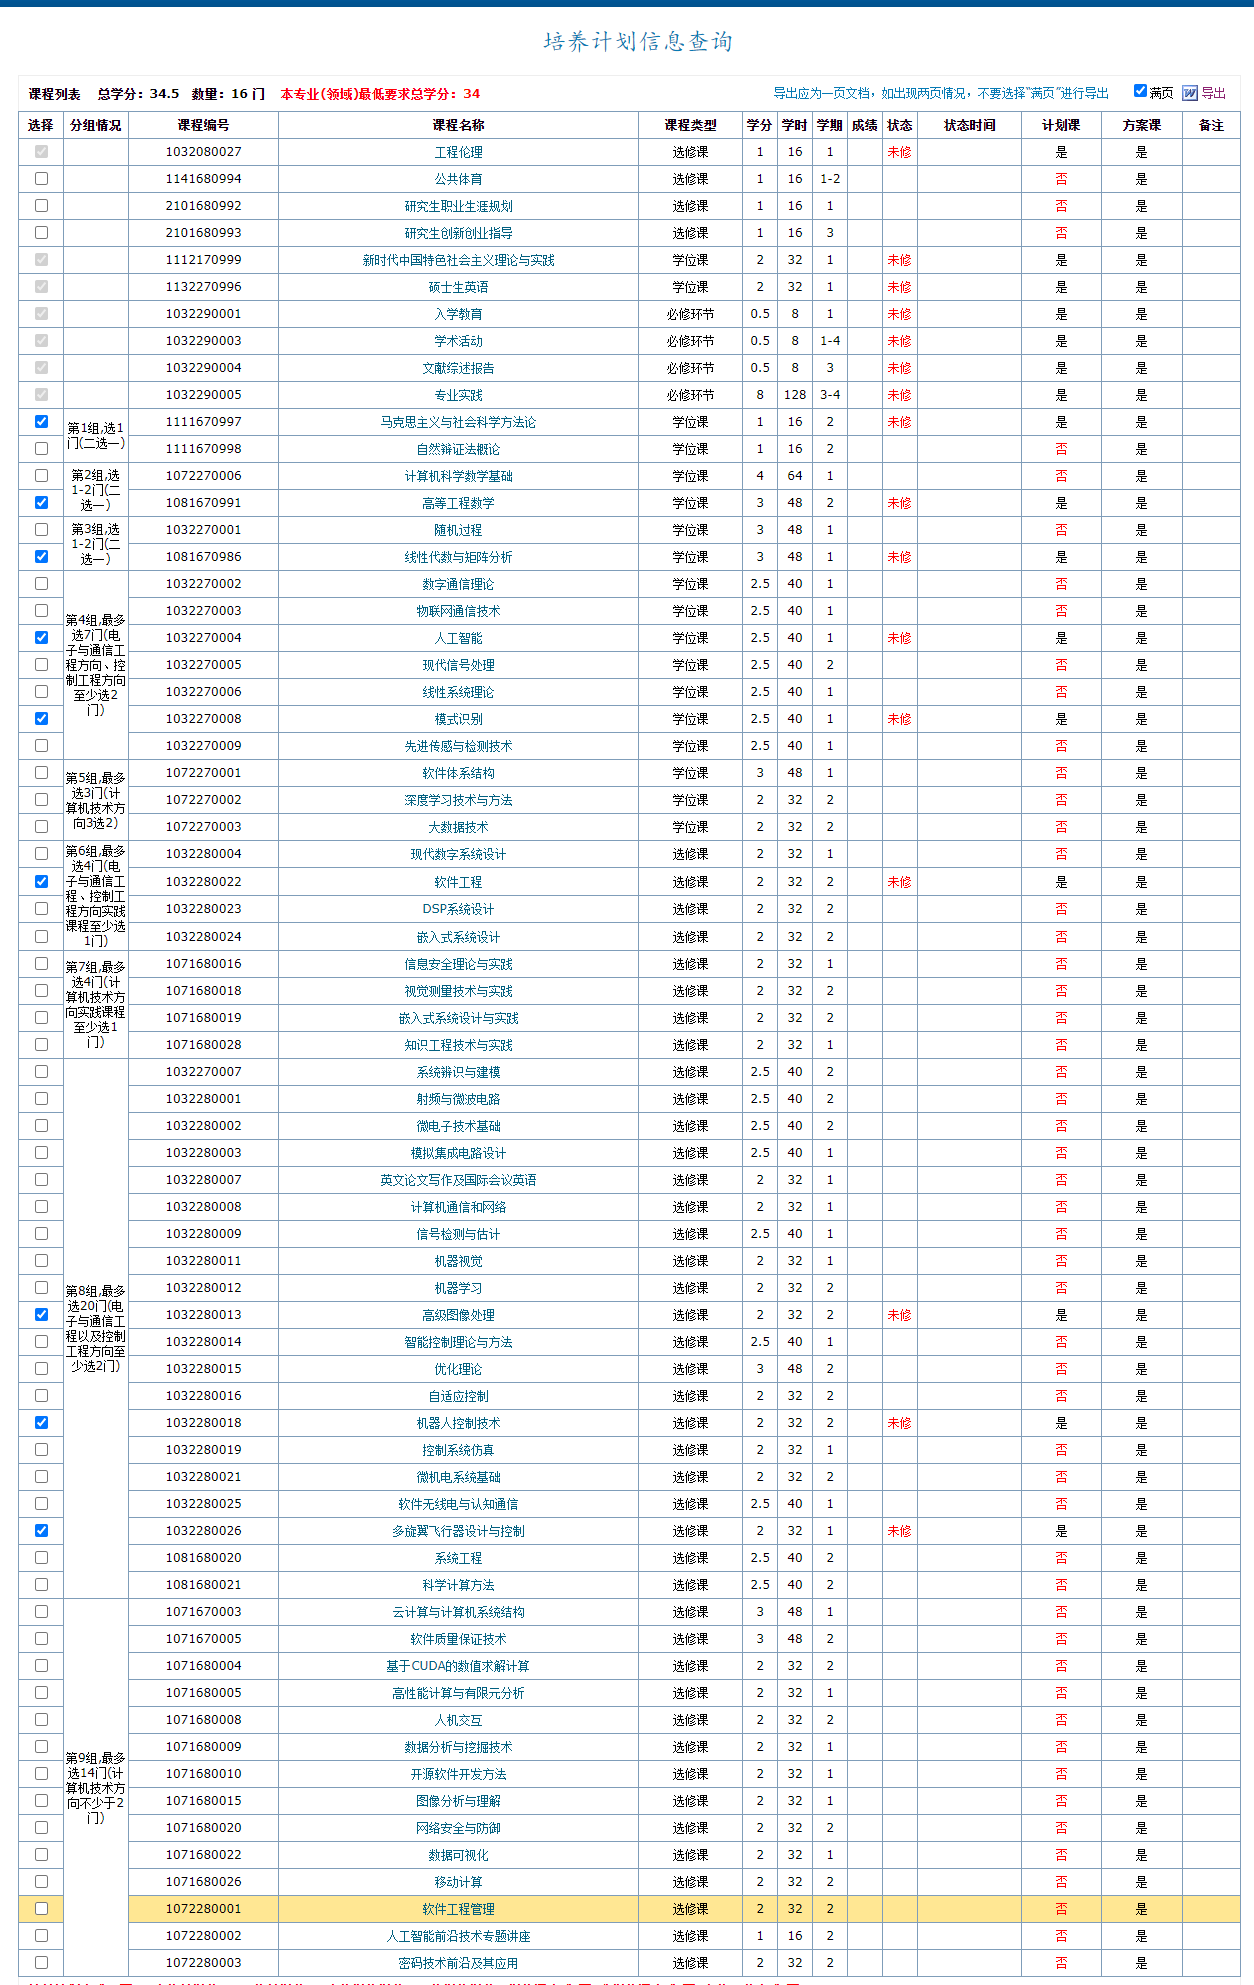 培养计划信息查询
课程列表 总学分：34.5 数量：16 门 本专业(领域)最低要求总学分：34 导出应为一页文档，如出现两页情况，不要选择“满页”进行导出 满页 导出
选择 分组情况 课程编号 课程名称 课程类型 学分 学时 学期 成绩 状态 状态时间 计划课 方案课 备注
1032080027 工程伦理 选修课 1 16 1 未修 是 是
1141680994 公共体育 选修课 1 16 1-2 否 是
2101680992 研究生职业生涯规划 选修课 1 16 1 否 是
2101680993 研究生创新创业指导 选修课 1 16 3 否 是
1112170999 新时代中国特色社会主义理论与实践 学位课 2 32 1 未修 是 是
1132270996 硕士生英语 学位课 2 32 1 未修 是 是
1032290001 入学教育 必修环节 0.5 8 1 未修 是 是
1032290003 学术活动 必修环节 0.5 8 1-4 未修 是 是
1032290004 文献综述报告 必修环节 0.5 8 3 未修 是 是
1032290005 专业实践 必修环节 8 128 3-4 未修 是 是
第1组,选1门(二选一)
1111670997 马克思主义与社会科学方法论 学位课 1 16 2 未修 是 是
1111670998 自然辩证法概论 学位课 1 16 2 否 是
第2组,选1-2门(二选一)
1072270006 计算机科学数学基础 学位课 4 64 1 否 是
1081670991 高等工程数学 学位课 3 48 2 未修 是 是
第3组,选1-2门(二选一)
1032270001 随机过程 学位课 3 48 1 否 是
1081670986 线性代数与矩阵分析 学位课 3 48 1 未修 是 是
第4组,最多选7门(电子与通信工程方向、控制工程方向至少选2门)
1032270002 数字通信理论 学位课 2.5 40 1 否 是
1032270003 物联网通信技术 学位课 2.5 40 1 否 是
1032270004 人工智能 学位课 2.5 40 1 未修 是 是
1032270005 现代信号处理 学位课 2.5 40 2 否 是
1032270006 线性系统理论 学位课 2.5 40 1 否 是
1032270008 模式识别 学位课 2.5 40 1 未修 是 是
1032270009 先进传感与检测技术 学位课 2.5 40 1 否 是
第5组,最多选3门(计算机技术方向3选2)
1072270001 软件体系结构 学位课 3 48 1 否 是
1072270002 深度学习技术与方法 学位课 2 32 2 否 是
1072270003 大数据技术 学位课 2 32 2 否 是
第6组,最多选4门(电子与通信工程、控制工程方向实践课程至少选1门)
1032280004 现代数字系统设计 选修课 2 32 1 否 是
1032280022 软件工程 选修课 2 32 2 未修 是 是
1032280023 DSP系统设计 选修课 2 32 2 否 是
1032280024 嵌入式系统设计 选修课 2 32 2 否 是
第7组,最多选4门(计算机技术方向实践课程至少选1门)
1071680016 信息安全理论与实践 选修课 2 32 1 否 是
1071680018 视觉测量技术与实践 选修课 2 32 2 否 是
1071680019 嵌入式系统设计与实践 选修课 2 32 2 否 是
1071680028 知识工程技术与实践 选修课 2 32 1 否 是
第8组,最多选20门(电子与通信工程以及控制工程方向至少选2门)
1032270007 系统辨识与建模 选修课 2.5 40 2 否 是
1032280001 射频与微波电路 选修课 2.5 40 2 否 是
1032280002 微电子技术基础 选修课 2.5 40 2 否 是
1032280003 模拟集成电路设计 选修课 2.5 40 1 否 是
1032280007 英文论文写作及国际会议英语 选修课 2 32 1 否 是
1032280008 计算机通信和网络 选修课 2 32 1 否 是
1032280009 信号检测与估计 选修课 2.5 40 1 否 是
1032280011 机器视觉 选修课 2 32 1 否 是
1032280012 机器学习 选修课 2 32 2 否 是
1032280013 高级图像处理 选修课 2 32 2 未修 是 是
1032280014 智能控制理论与方法 选修课 2.5 40 1 否 是
1032280015 优化理论 选修课 3 48 2 否 是
1032280016 自适应控制 选修课 2 32 2 否 是
1032280018 机器人控制技术 选修课 2 32 2 未修 是 是
1032280019 控制系统仿真 选修课 2 32 1 否 是
1032280021 微机电系统基础 选修课 2 32 2 否 是
1032280025 软件无线电与认知通信 选修课 2.5 40 1 否 是
1032280026 多旋翼飞行器设计与控制 选修课 2 32 1 未修 是 是
1081680020 系统工程 选修课 2.5 40 2 否 是
1081680021 科学计算方法 选修课 2.5 40 2 否 是
第9组,最多选14门(计算机技术方向不少于2门)
1071670003 云计算与计算机系统结构 选修课 3 48 1 否 是
1071670005 软件质量保证技术 选修课 3 48 2 否 是
1071680004 基于CUDA的数值求解计算 选修课 2 32 2 否 是
1071680005 高性能计算与有限元分析 选修课 2 32 1 否 是
1071680008 人机交互 选修课 2 32 2 否 是
1071680009 数据分析与挖掘技术 选修课 2 32 1 否 是
1071680010 开源软件开发方法 选修课 2 32 1 否 是
1071680015 图像分析与理解 选修课 2 32 1 否 是
1071680020 网络安全与防御 选修课 2 32 2 否 是
1071680022 数据可视化 选修课 2 32 1 否 是
1071680026 移动计算 选修课 2 32 2 否 是
1072280001 软件工程管理 选修课 2 32 2 否 是
1072280002 人工智能前沿技术专题讲座 选修课 1 16 2 否 是
1072280003 密码技术前沿及其应用 选修课 2 32 2 否 是